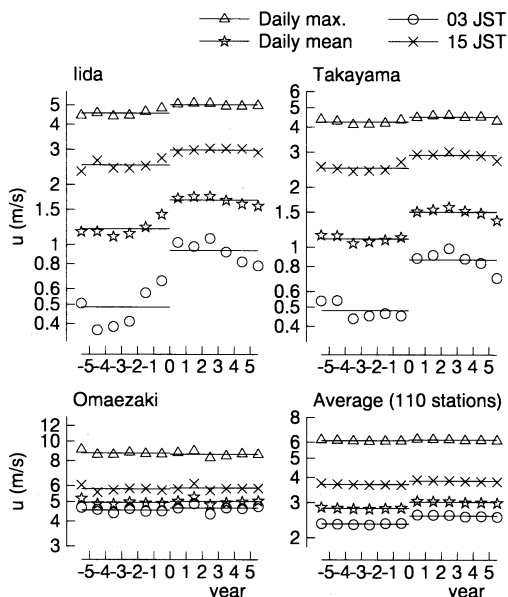 Daily max.
03 JST
Daily mean
15 JST
Iida
Takayama
u (m/s)
5
4
3
2
1.5
1
0.8
0.6
0.5
0.4
6
5
4
3
2
1.5
1
0.8
0.6
0.5
0.4
-5 -4 -3 -2 -1 0 1 2 3 4 5
-5 -4 -3 -2 -1 0 1 2 3 4 5
Omaezaki
Average (110 stations)
u (m/s)
12
10
8
6
5
4
3
8
6
5
4
3
2
-5 -4 -3 -2 -1 0 1 2 3 4 5
-5 -4 -3 -2 -1 0 1 2 3 4 5
year
year